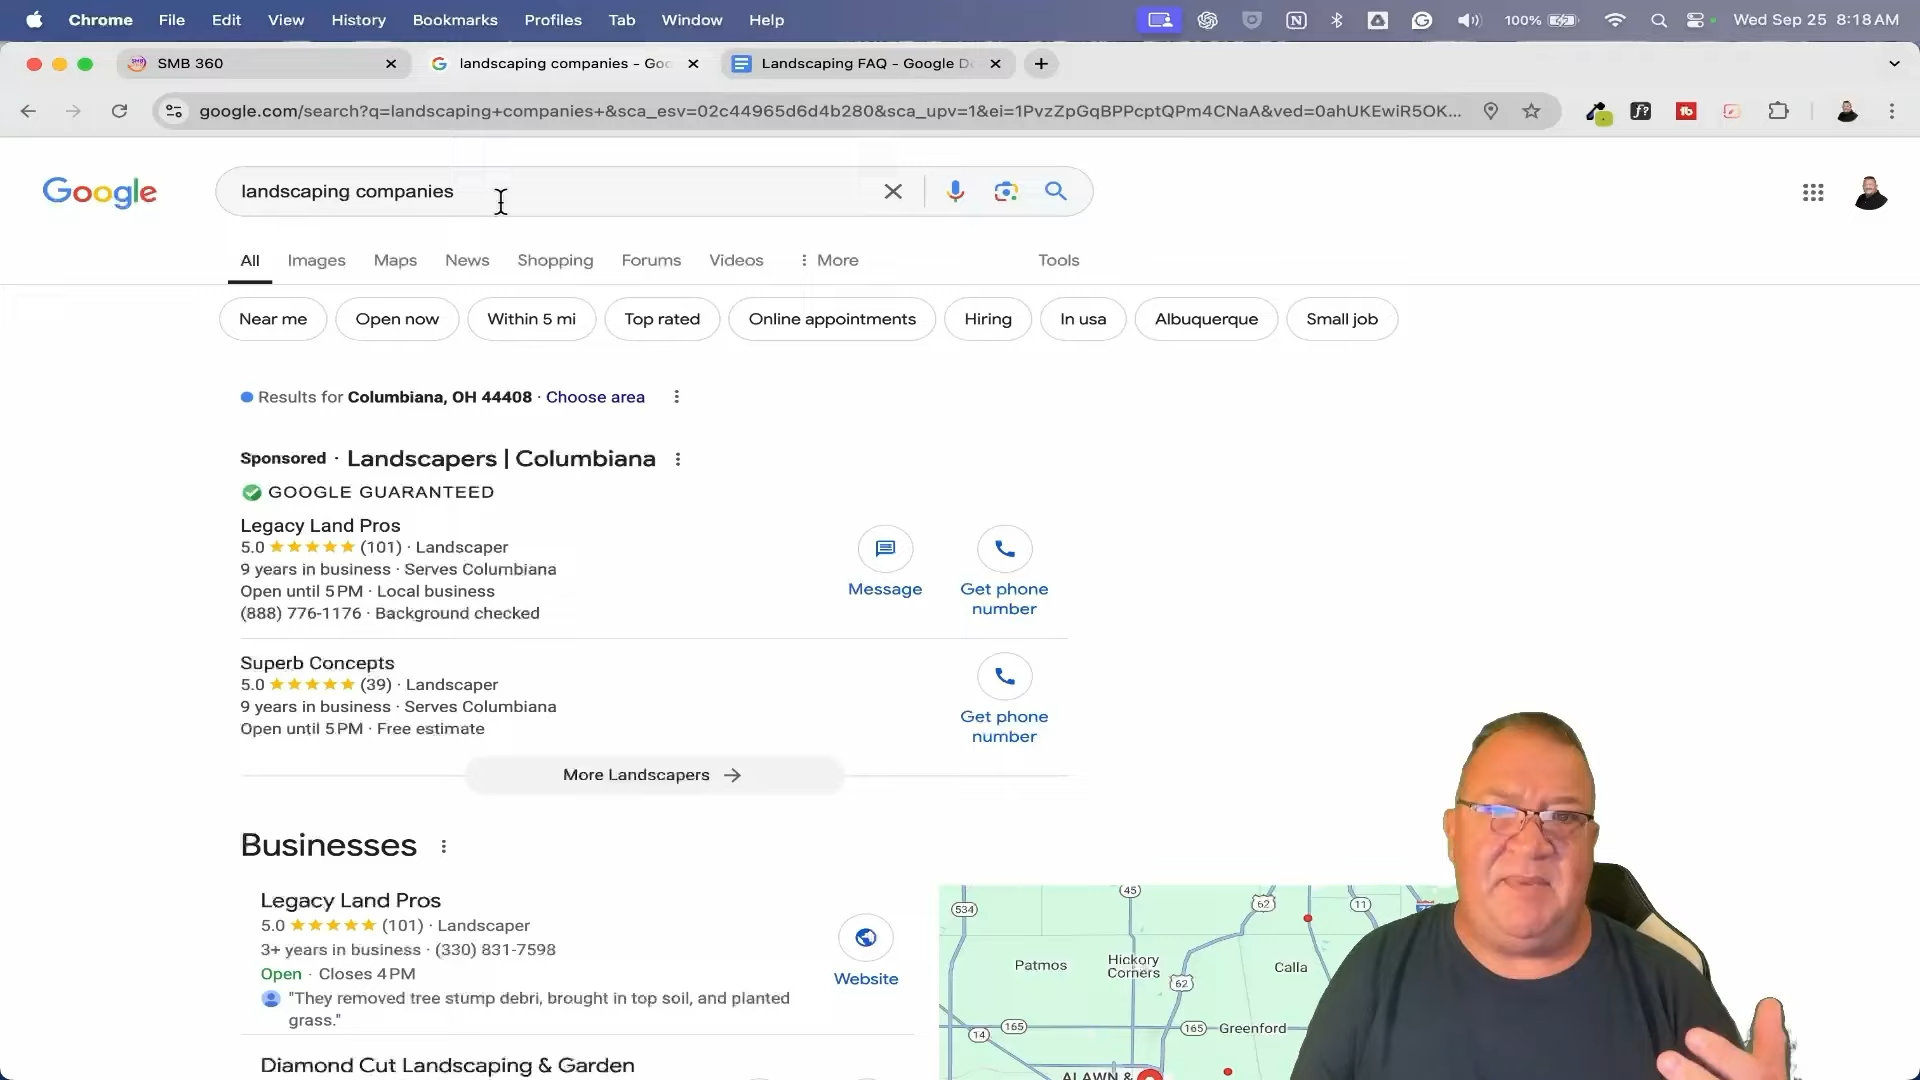 Chrome File Edit View History Bookmarks Profiles Tab Window Help 100% Wed Sep 25 8:18 AM
SMB 360 landscaping companies - Goo Landscaping FAQ - Google D
google.com/search?q=landscaping+companies+&sca_esv=02c44965d6d4b280&sca_upv=1&ei=1PvzZpGqBPPcptQPm4CNaA&ved=0ahUKEwiR5OK...
Google landscaping companies
All Images Maps News Shopping Forums Videos More Tools
Near me Open now Within 5 mi Top rated Online appointments Hiring In usa Albuquerque Small job
Results for Columbiana, OH 44408 · Choose area
Sponsored · Landscapers | Columbiana
GOOGLE GUARANTEED
Legacy Land Pros
5.0 (101) · Landscaper
9 years in business · Serves Columbiana
Open until 5 PM · Local business
(888) 776-1176 · Background checked
Message
Get phone
number
Superb Concepts
5.0 (39) · Landscaper
9 years in business · Serves Columbiana
Open until 5 PM · Free estimate
Get phone
number
More Landscapers
Businesses
Legacy Land Pros
5.0 (101) · Landscaper
3+ years in business · (330) 831-7598
Open · Closes 4 PM
"They removed tree stump debri, brought in top soil, and planted
grass."
Website
Diamond Cut Landscaping & Garden
534
45
62
11
Patmos
Hickory
Corners
Calla
62
14
165
165
Greenford
ALAWN &